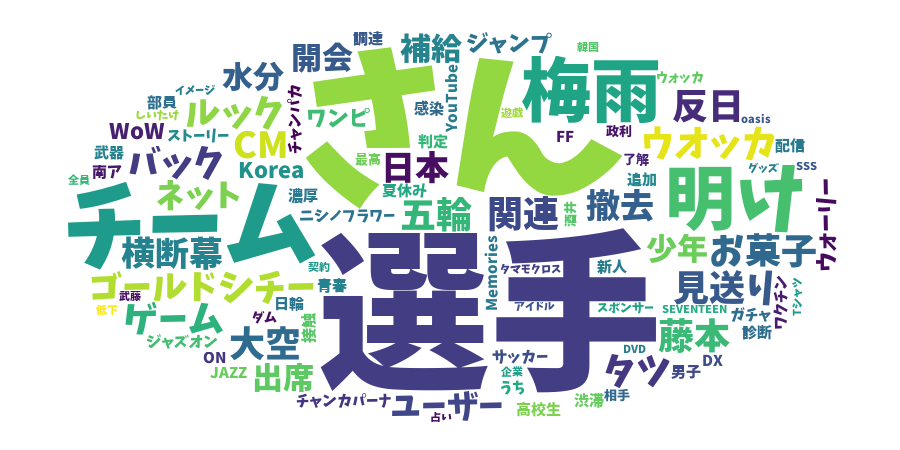 調達
開会
補給
ジャンプ
韓国
水分
さん
YouTube
梅雨
ウォッカ
イメージ
部員
しいたけ
ルック
チャンパカ
ワンピ
感染
遊戯
反日
oasis
WoW
ストーリー
CM
判定
FF
政利
ウオッカ
配信
武器
バック
Korea
最高
日本
了解
グッズ
SSS
南ア
全員
ネット
濃厚
夏休み
追加
明け
チーム
ニシノフラワー
五輪
関連
酒井
撤去
ウォーリー
横断幕
選手
Memories
少年
お菓子
契約
タマモクロス
新人
見送り
ワクチン
Tシャツ
ゴールドシチー
青春
武藤
日輪
アイドル
スポンサー
SEVENTEEN
ガチャ
低下
ゲーム
ダム
接触
藤本
診断
ジャズオン
大空
ON
サッカー
DVD
タツ
DX
JAZZ
出席
企業
うち
男子
チャンカパーナ
ユーザー
占い
高校生
渋滞
相手